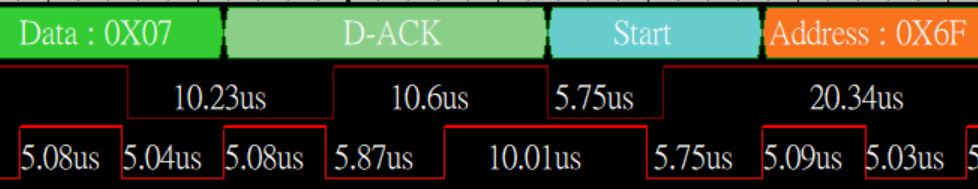 Data : 0X07 D-ACK Start Address : 0X6F
10.23us 10.6us 5.75us 20.34us
5.08us 5.04us 5.08us 5.87us 10.01us 5.75us 5.09us 5.03us 5